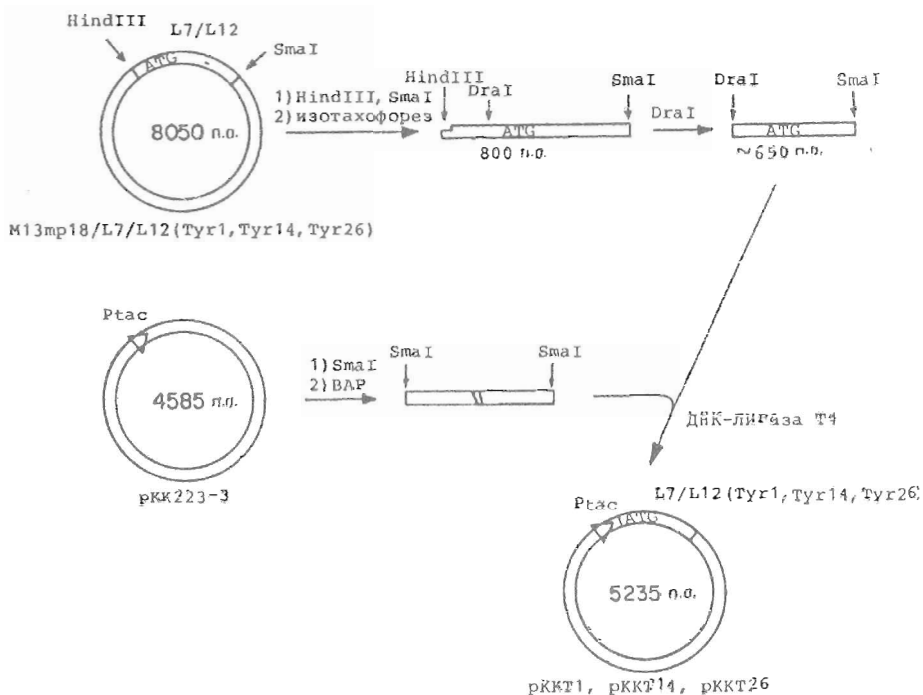 HindIII
L7/L12
SmaI
ATG
8050 п.о.
M13mp18/L7/L12(Tyr1, Tyr14, Tyr26)
1)HindIII, SmaI
2)изотахофорез
HindIII
DraI
SmaI
ATG
800 п.о.
DraI
DraI
SmaI
ATG
~650 п.о.
Ptac
4585 п.о.
pKK223-3
1)SmaI
2)BAP
SmaI
SmaI
ДНК-лигаза T4
L7/L12(Tyr1, Tyr14, Tyr26)
Ptac
ATG
5235 п.о.
pKKT1, pKKT14, pKKT26